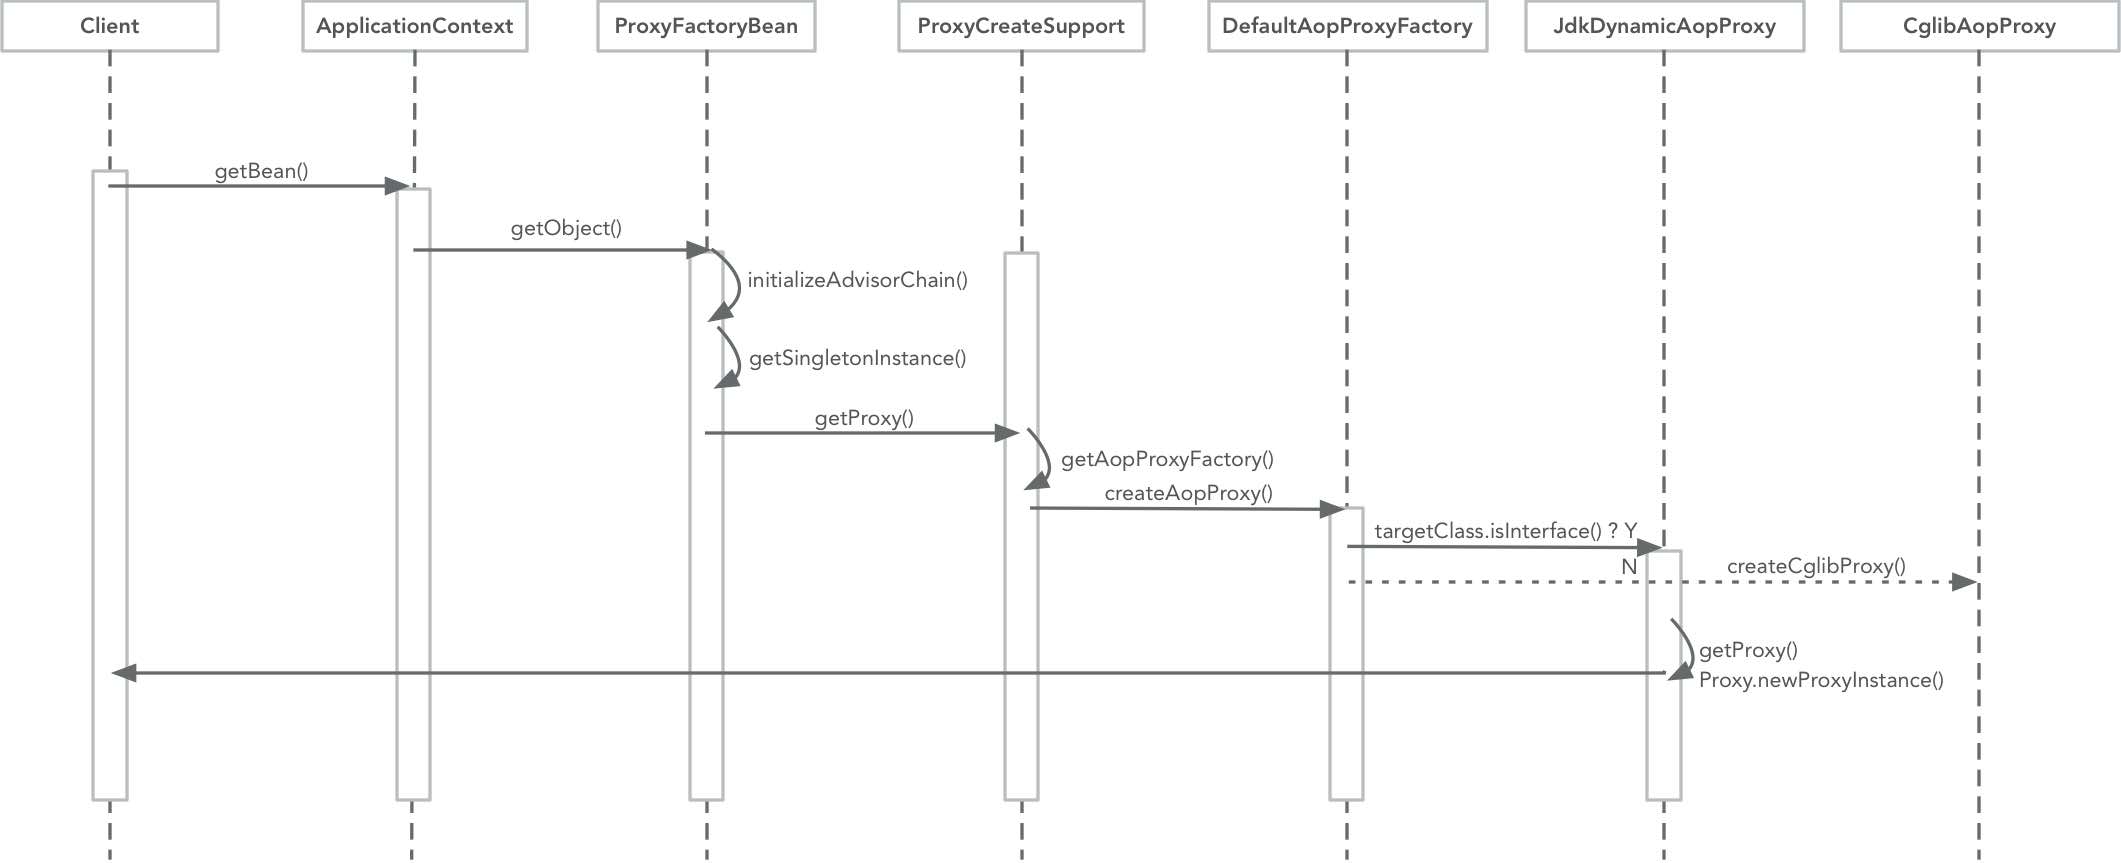 Client
ApplicationContext
ProxyFactoryBean
ProxyCreateSupport
DefaultAopProxyFactory
JdkDynamicAopProxy
CglibAopProxy
getBean()
getObject()
initializeAdvisorChain()
getSingletonInstance()
getProxy()
getAopProxyFactory()
createAopProxy()
targetClass.isInterface() ? Y
N
createCglibProxy()
getProxy()
Proxy.newProxyInstance()